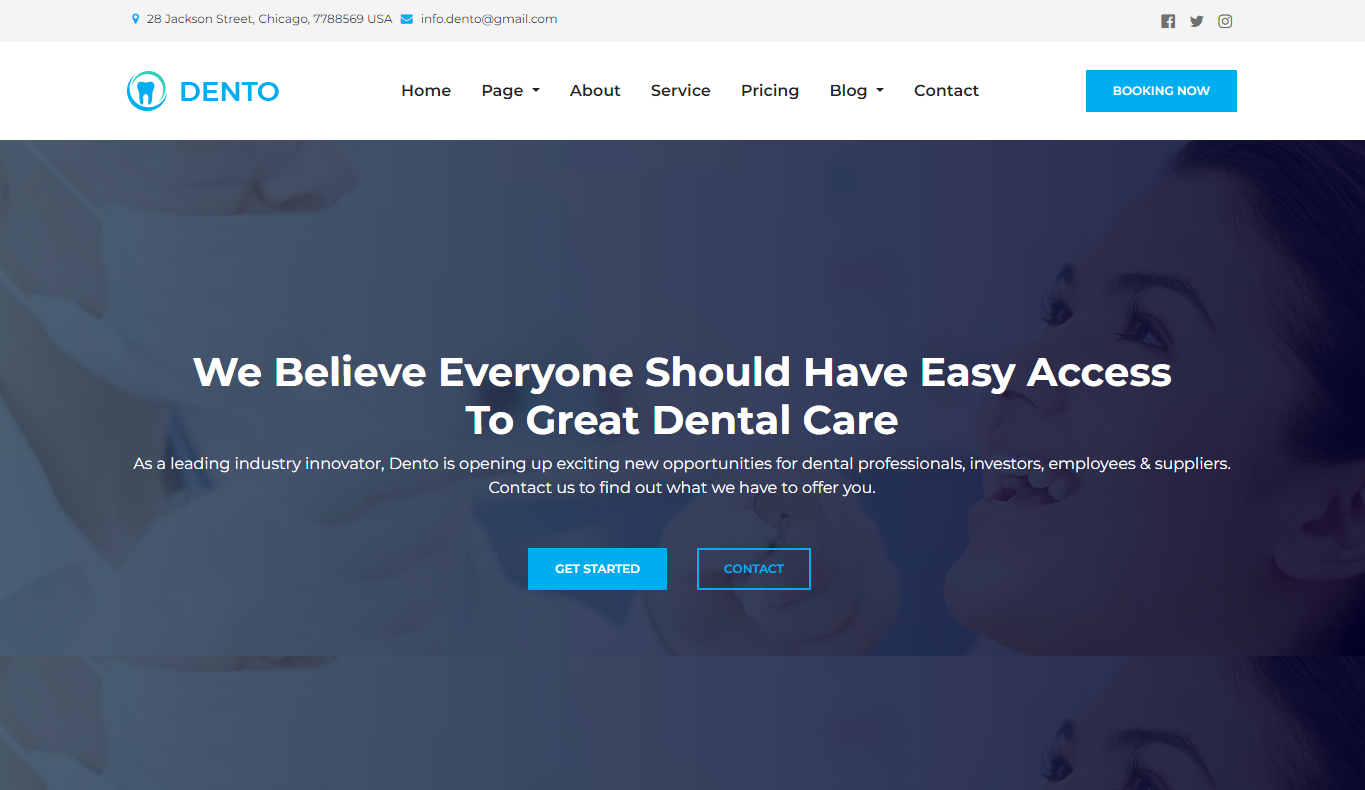 28 Jackson Street, Chicago, 7788569 USA info.dento@gmail.com
DENTO
Home Page About Service Pricing Blog Contact
BOOKING NOW
We Believe Everyone Should Have Easy Access
To Great Dental Care
As a leading industry innovator, Dento is opening up exciting new opportunities for dental professionals, investors, employees & suppliers.
Contact us to find out what we have to offer you.
GET STARTED CONTACT